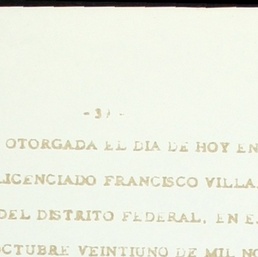 - 3 -
OTORGADA EL DIA DE HOY EN
LICENCIADO FRANCISCO VILLA
DEL DISTRITO FEDERAL, EN E
OCTUBRE VEINTIUNO DE MIL NO